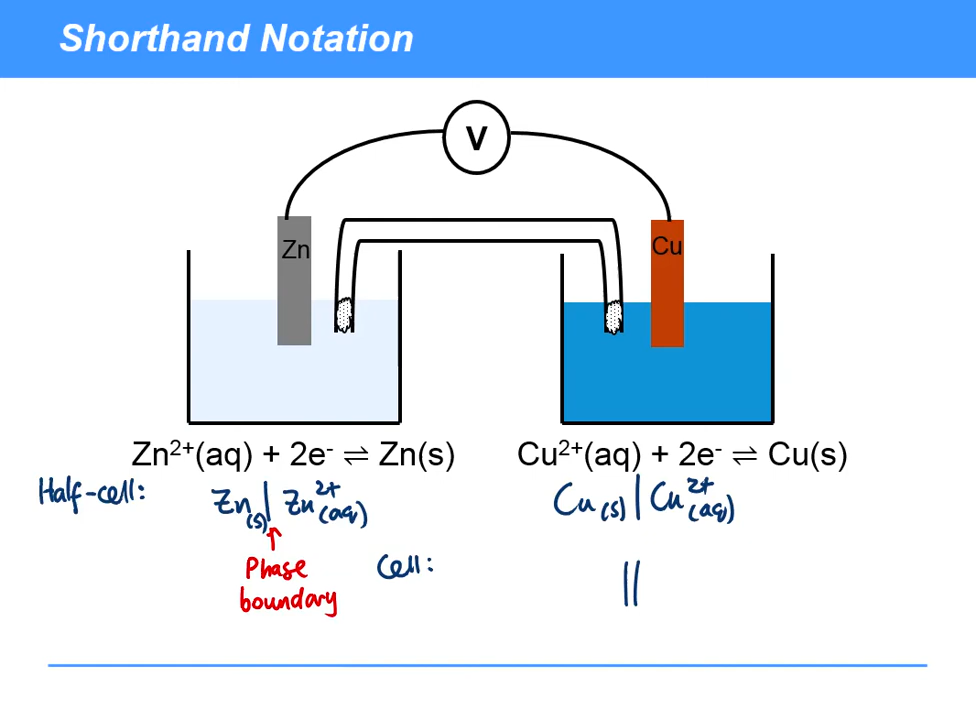 Shorthand Notation
V
Zn
Cu
Zn²⁺(aq) + 2e⁻ ⇌ Zn(s)
Cu²⁺(aq) + 2e⁻ ⇌ Cu(s)
Half-cell:
Zn(s) | Zn²⁺(aq)
Cu(s) | Cu²⁺(aq)
Phase
boundary
Cell:
||